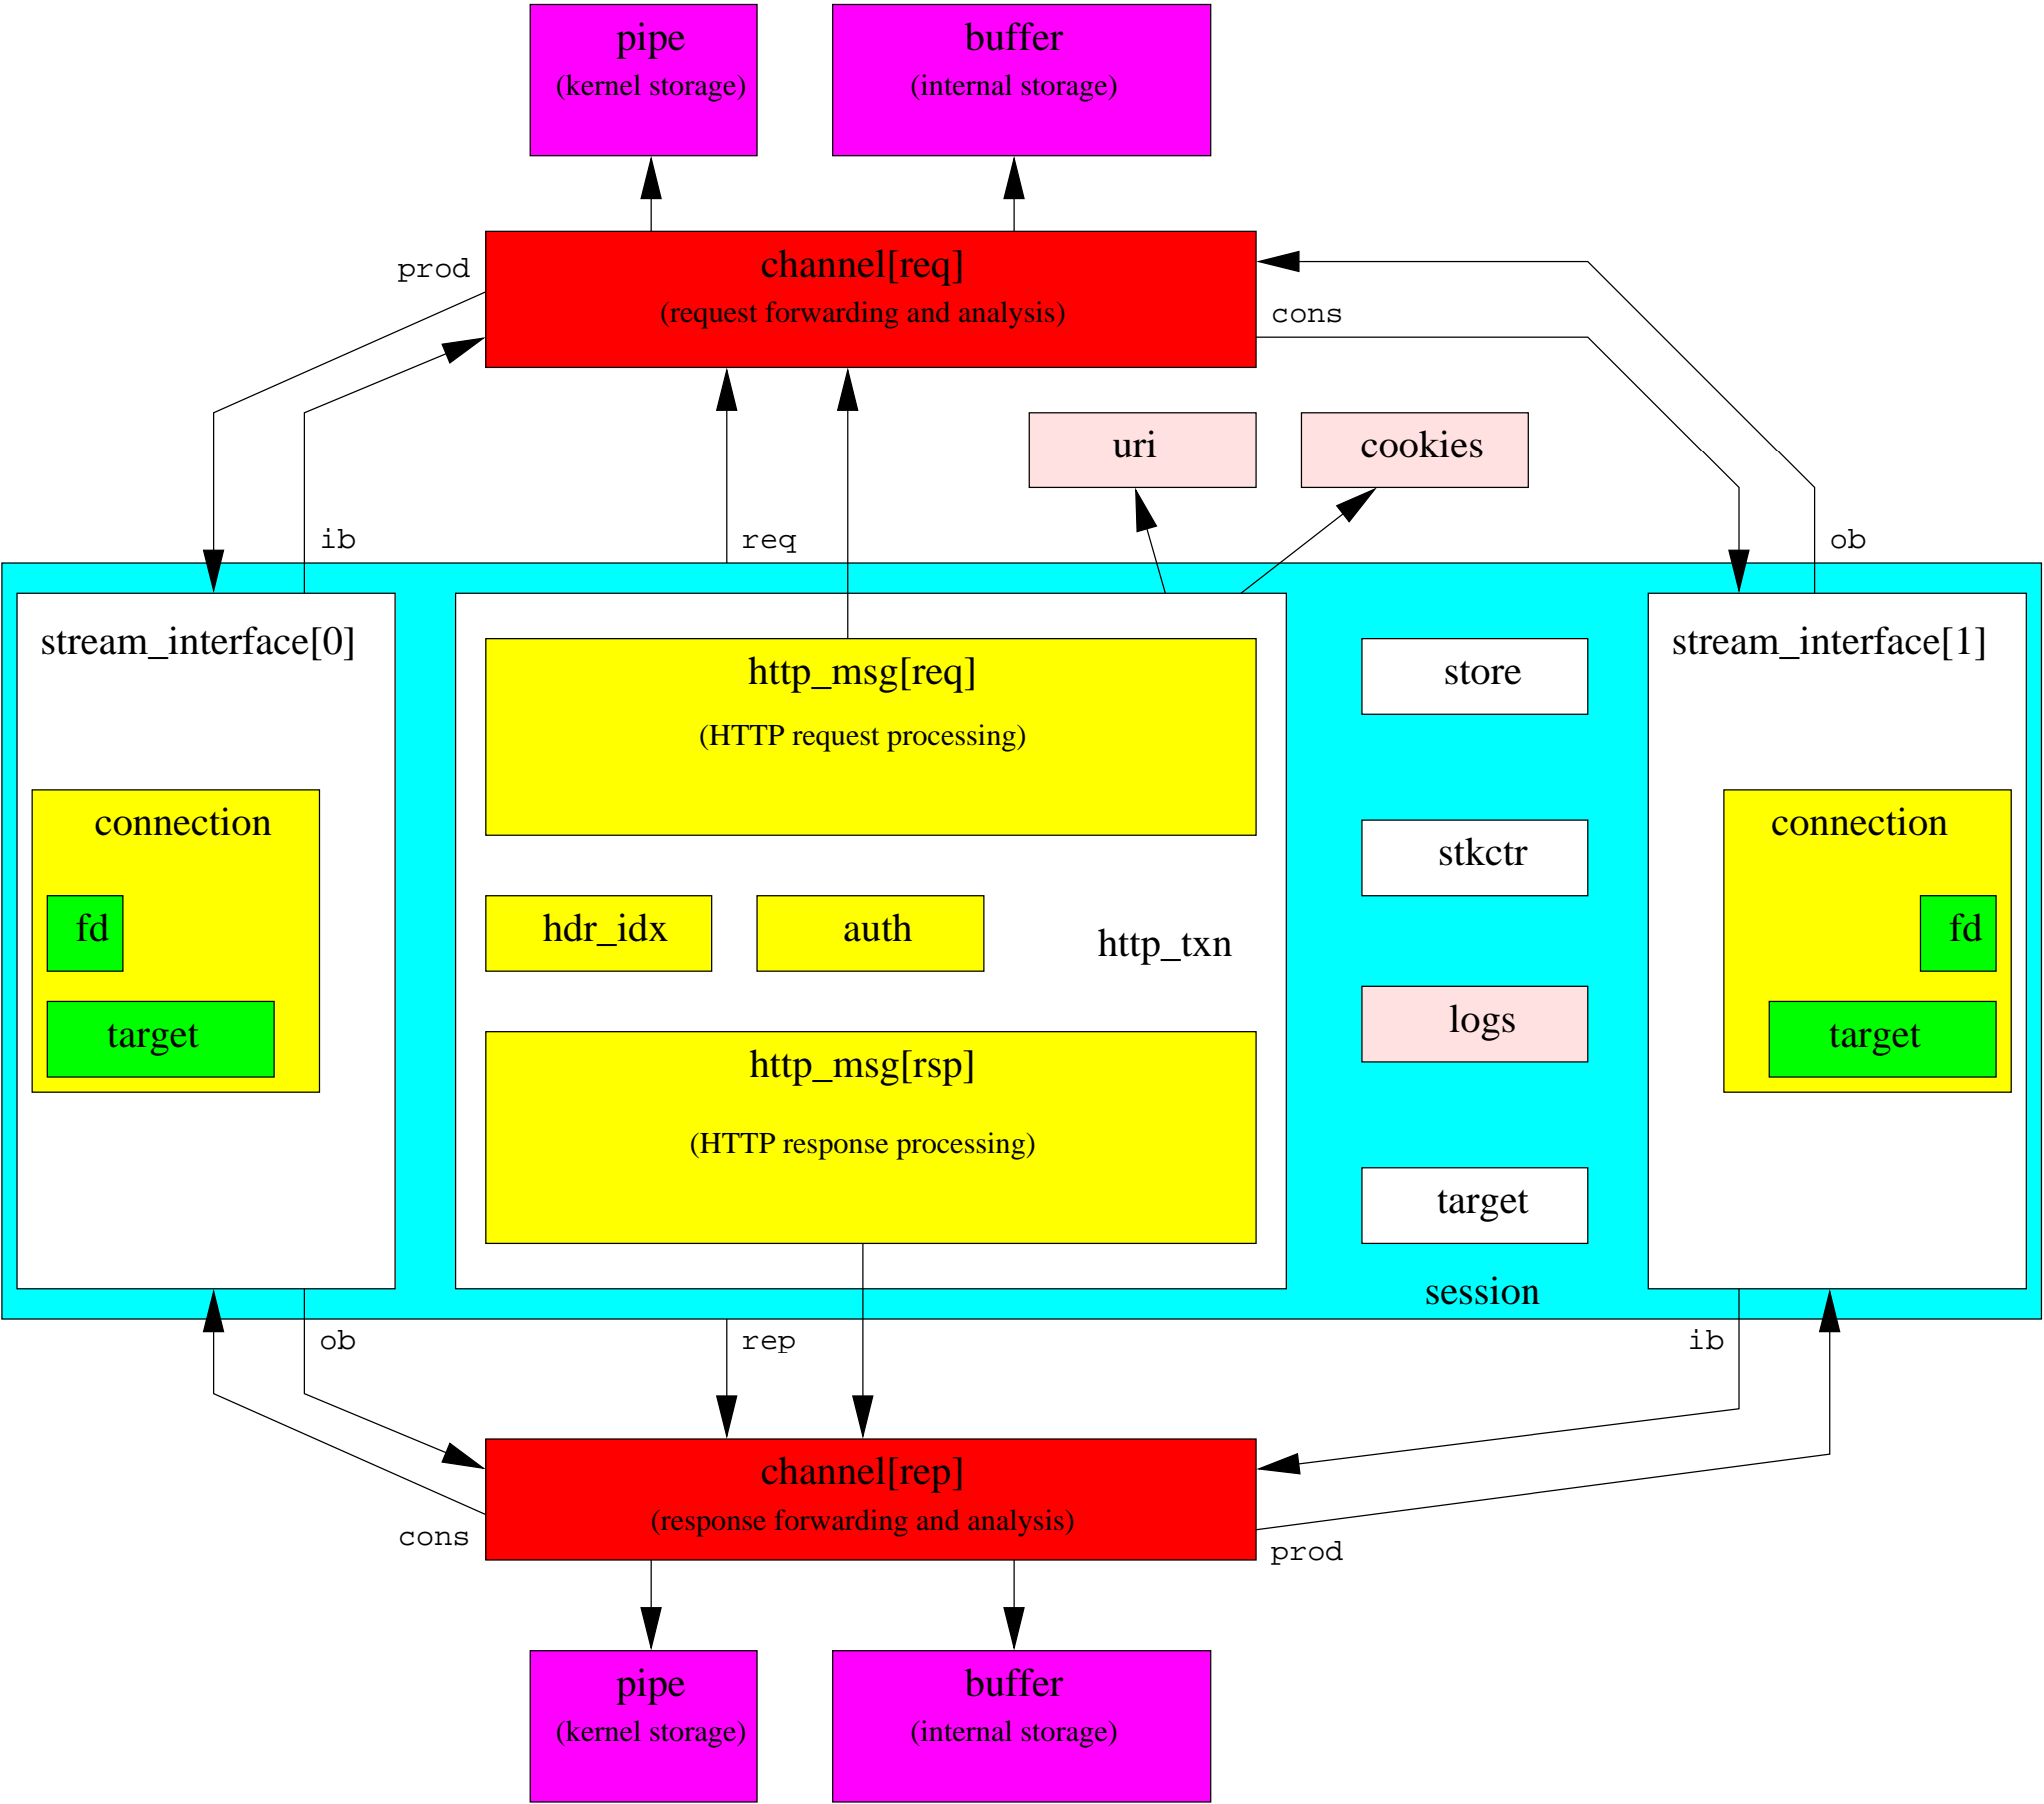 pipe
(kernel storage)
buffer
(internal storage)
prod
channel[req]
(request forwarding and analysis)
cons
uri
cookies
ib
req
ob
stream_interface[0]
http_msg[req]
(HTTP request processing)
store
stream_interface[1]
connection
stkctr
connection
fd
hdr_idx
auth
http_txn
fd
target
logs
target
http_msg[rsp]
(HTTP response processing)
target
session
ob
rep
ib
channel[rep]
(response forwarding and analysis)
cons
prod
pipe
(kernel storage)
buffer
(internal storage)